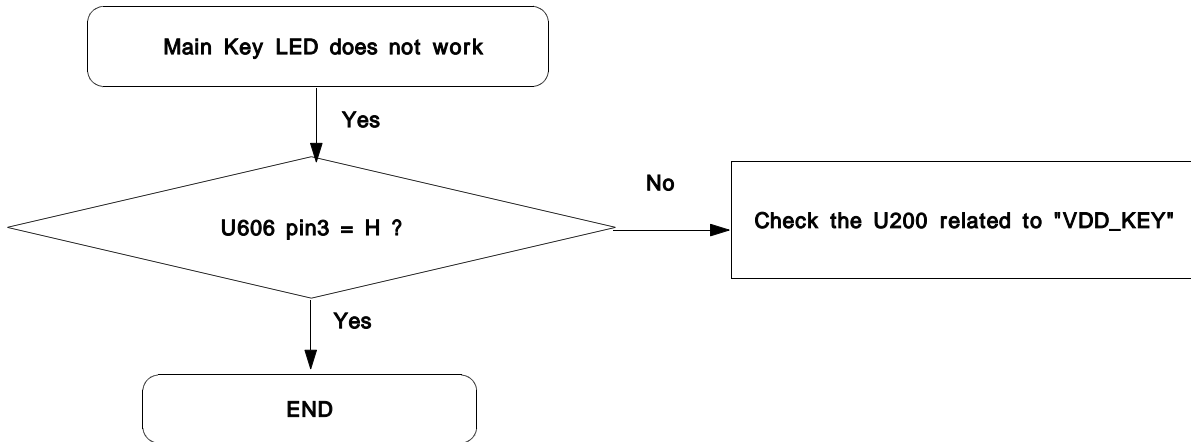 Main Key LED does not work
Yes
No
U606 pin3 = H ?
Check the U200 related to "VDD_KEY"
Yes
END